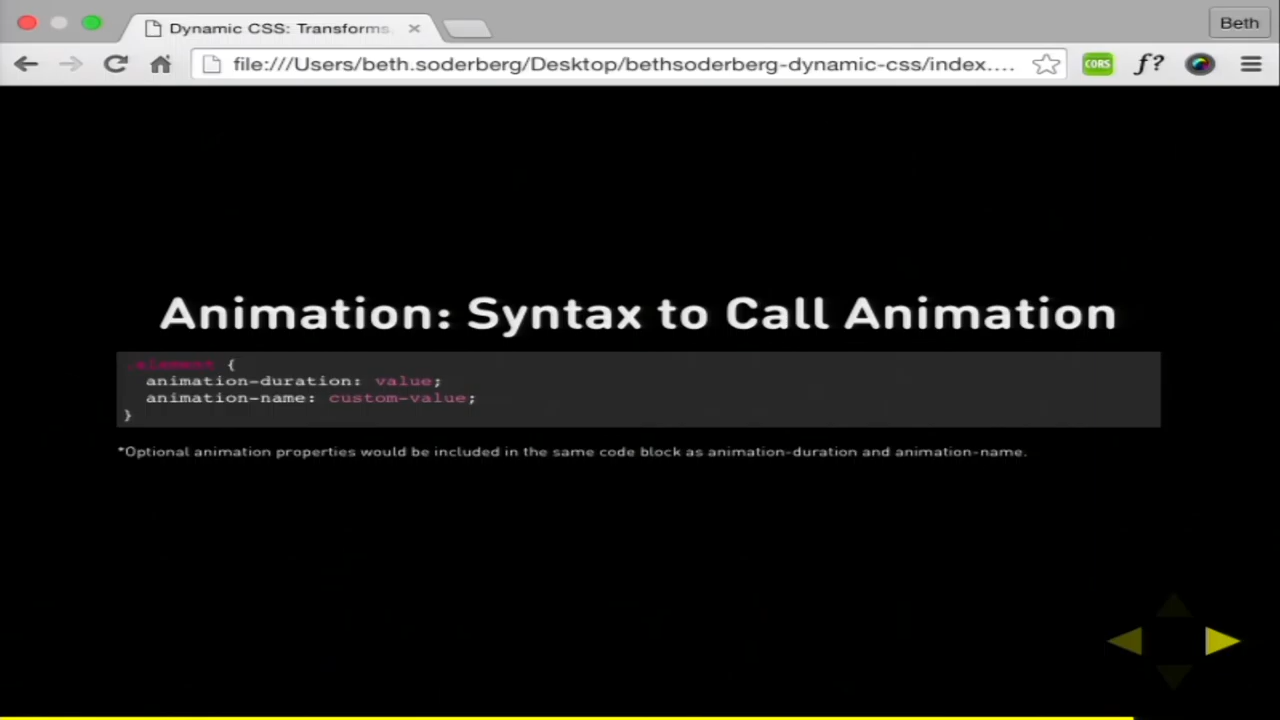 Dynamic CSS: Transforms
Beth
file:///Users/beth.soderberg/Desktop/bethsoderberg-dynamic-css/index....
CORS
f?
Animation: Syntax to Call Animation
.element {
animation-duration: value;
animation-name: custom-value;
}
*Optional animation properties would be included in the same code block as animation-duration and animation-name.